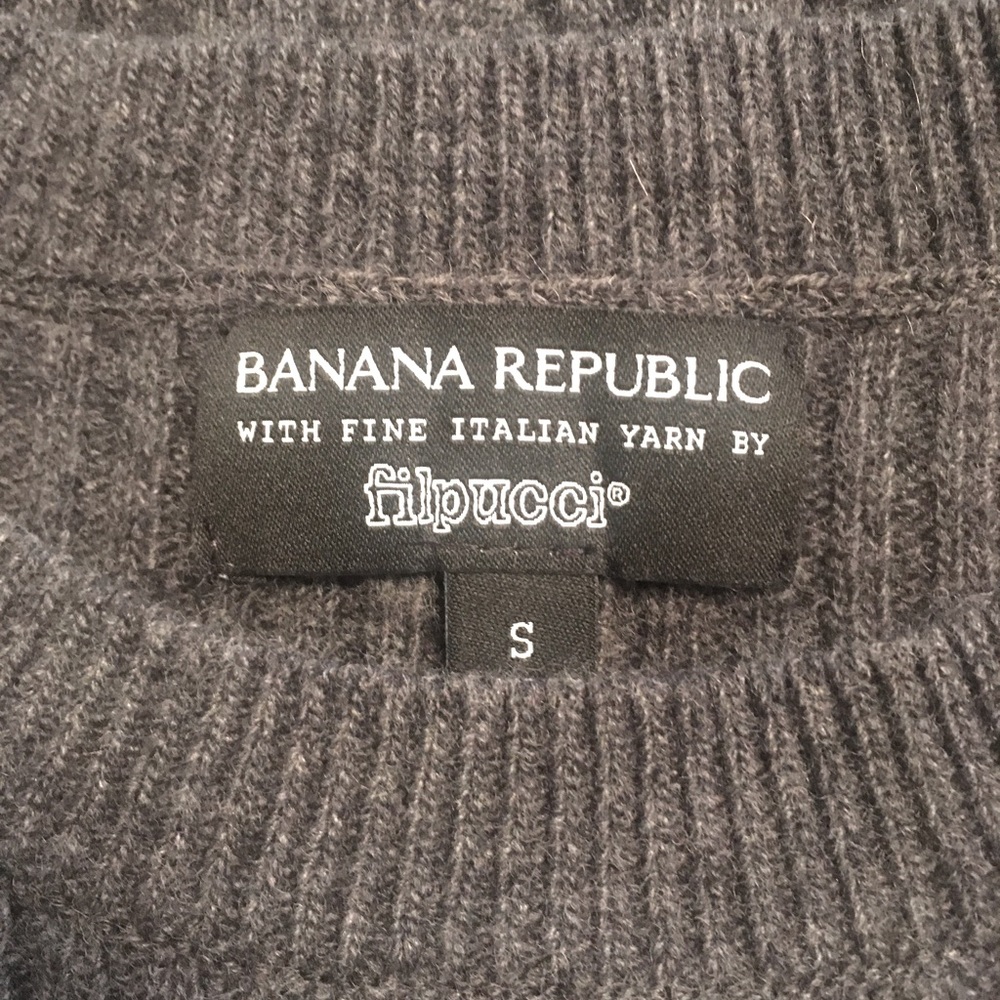 BANANA REPUBLIC
WITH FINE ITALIAN YARN BY
filpucci®
S